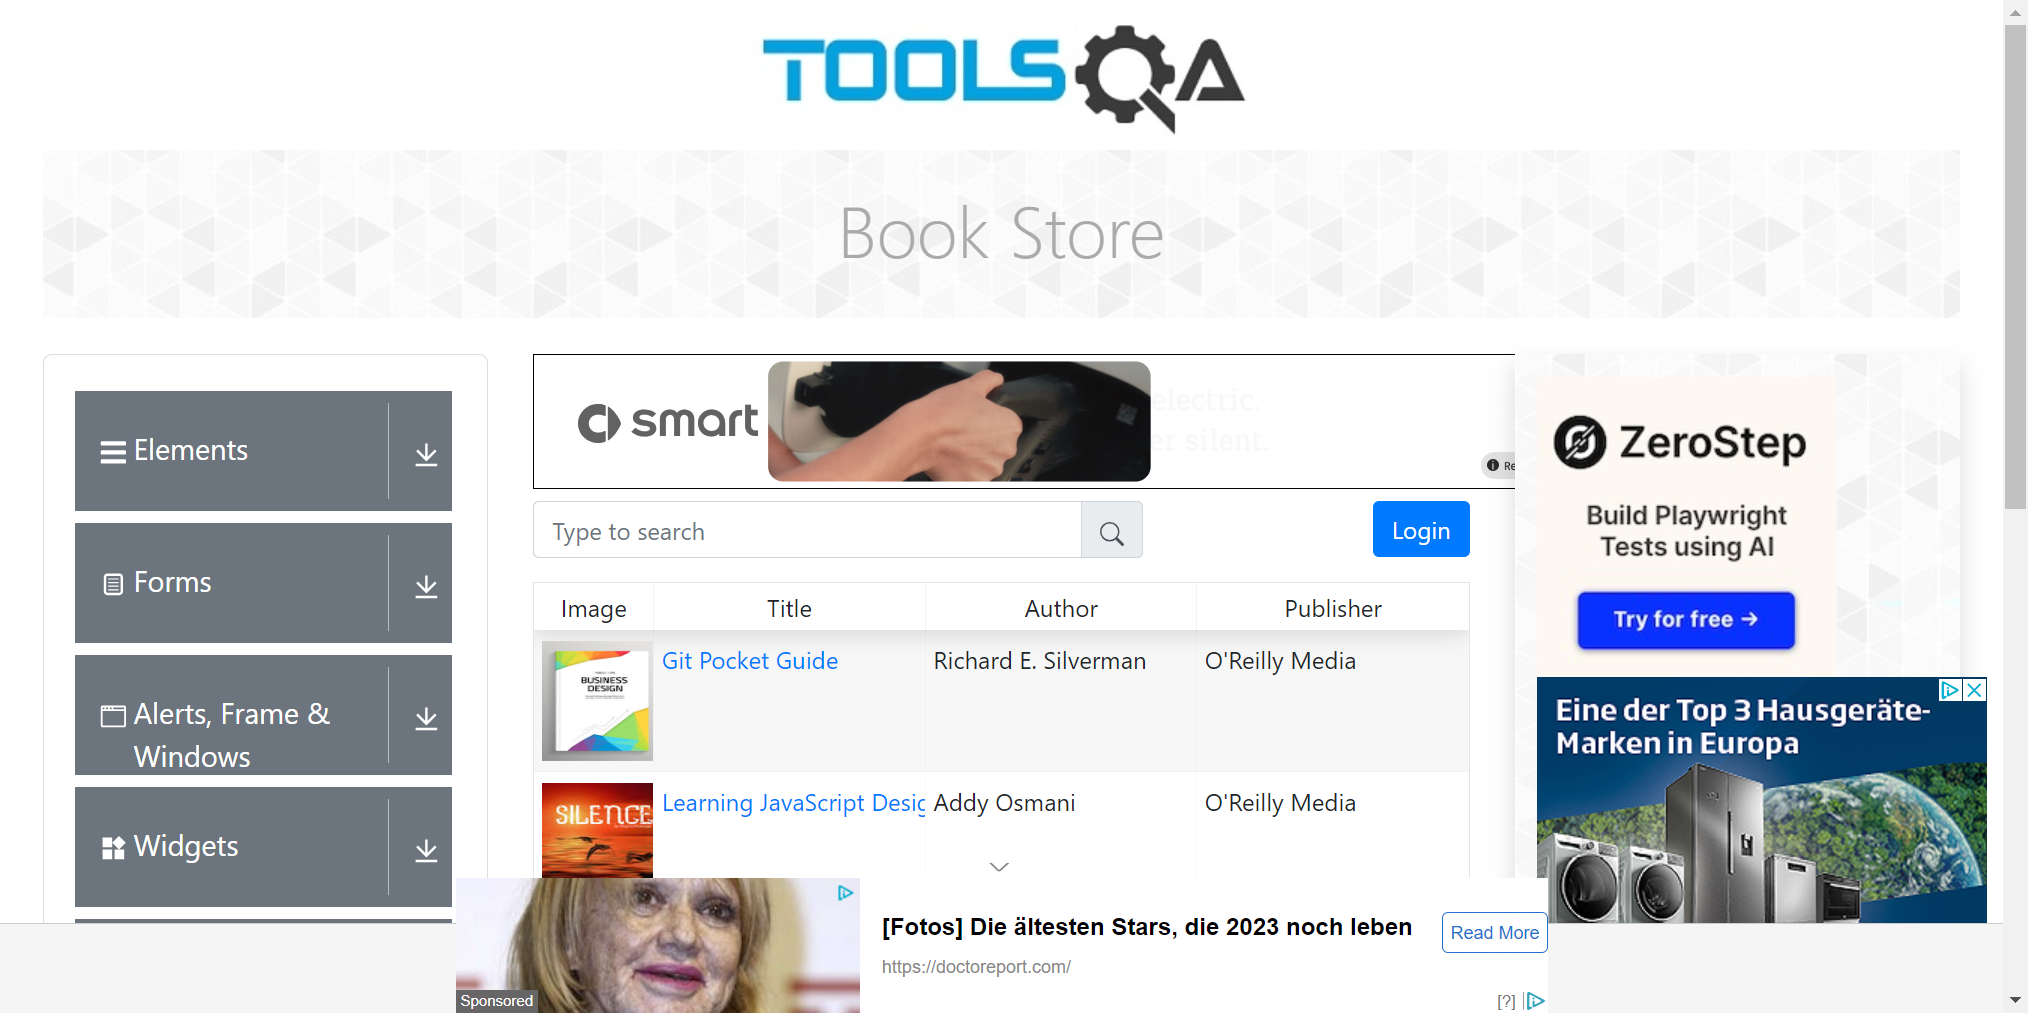 TOOLSQA
Book Store
Elements
Forms
Alerts, Frame &
Windows
Widgets
smart
electric.
er silent.
Re
Type to search
Login
Image Title Author Publisher
BUSINESS
DESIGN
Git Pocket Guide Richard E. Silverman O'Reilly Media
SILENCE
Learning JavaScript Desig Addy Osmani O'Reilly Media
ZeroStep
Build Playwright
Tests using AI
Try for free →
Eine der Top 3 Hausgeräte-
Marken in Europa
Sponsored
[Fotos] Die ältesten Stars, die 2023 noch leben
https://doctoreport.com/
Read More
[?]